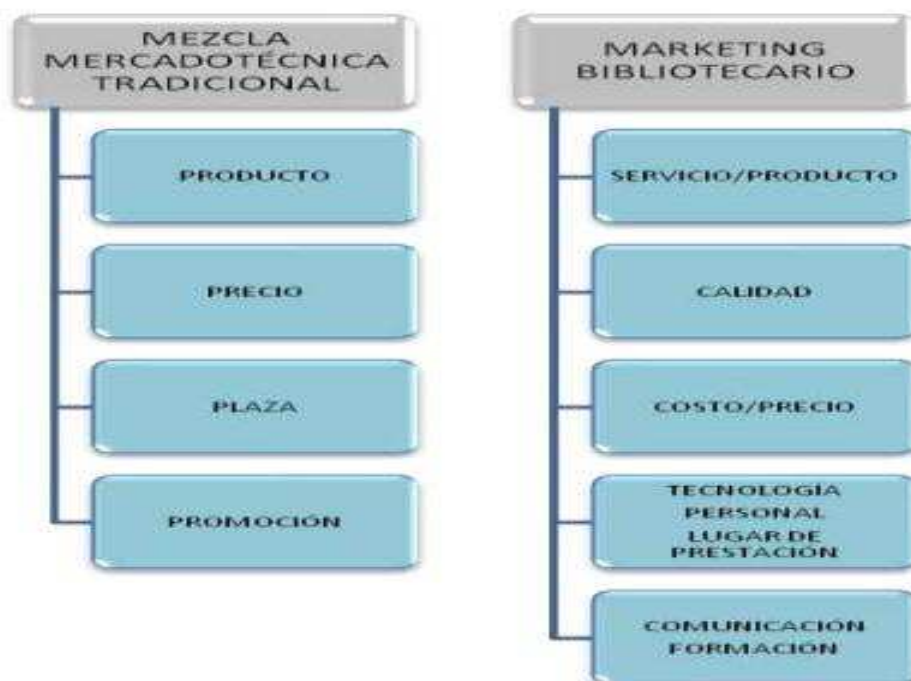 MEZCLA
MERCADOTÉCNICA
TRADICIONAL
PRODUCTO
PRECIO
PLAZA
PROMOCIÓN
MARKETING
BIBLIOTECARIO
SERVICIO/PRODUCTO
CALIDAD
COSTO/PRECIO
TECNOLOGÍA
PERSONAL
LUGAR DE
PRESTACIÓN
COMUNICACIÓN
FORMACIÓN